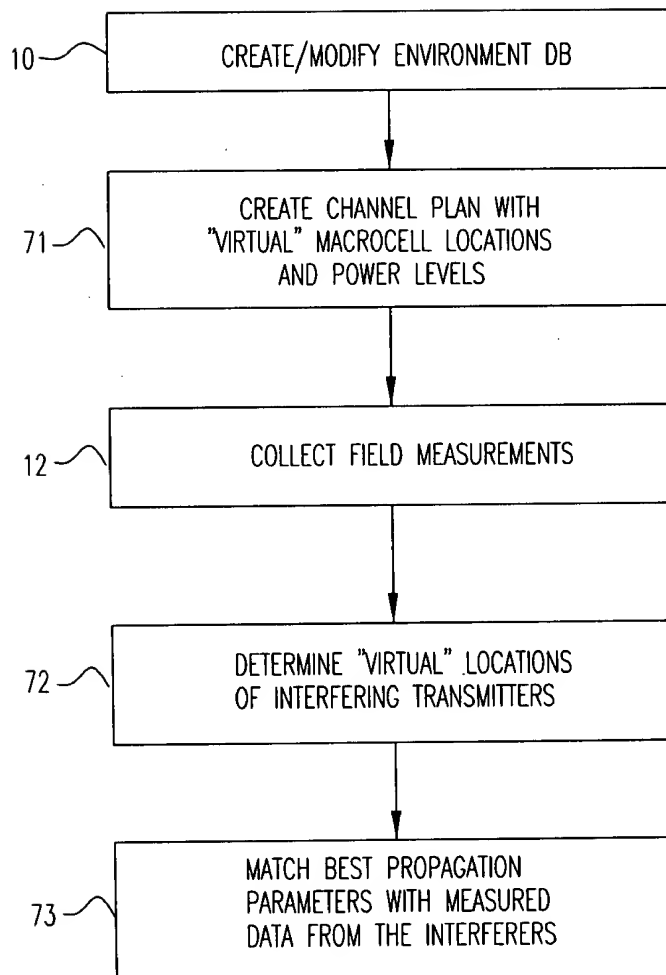 10 CREATE/MODIFY ENVIRONMENT DB
CREATE CHANNEL PLAN WITH
71 "VIRTUAL" MACROCELL LOCATIONS
AND POWER LEVELS
12 COLLECT FIELD MEASUREMENTS
72 DETERMINE "VIRTUAL" LOCATIONS
OF INTERFERING TRANSMITTERS
MATCH BEST PROPAGATION
73 PARAMETERS WITH MEASURED
DATA FROM THE INTERFERERS